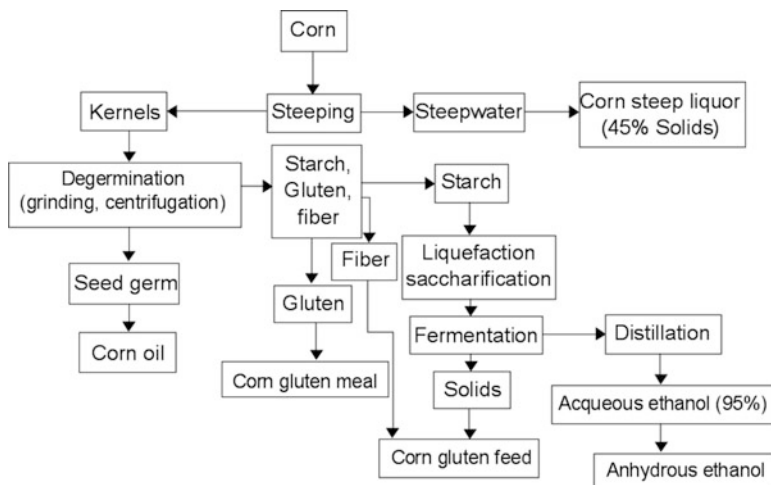 Corn
Kernels
Steeping
Steepwater
Corn steep liquor
(45% Solids)
Degermination
(grinding, centrifugation)
Starch,
Gluten,
fiber
Starch
Seed germ
Gluten
Fiber
Liquefaction
saccharification
Corn oil
Corn gluten meal
Fermentation
Distillation
Solids
Acqueous ethanol (95%)
Corn gluten feed
Anhydrous ethanol